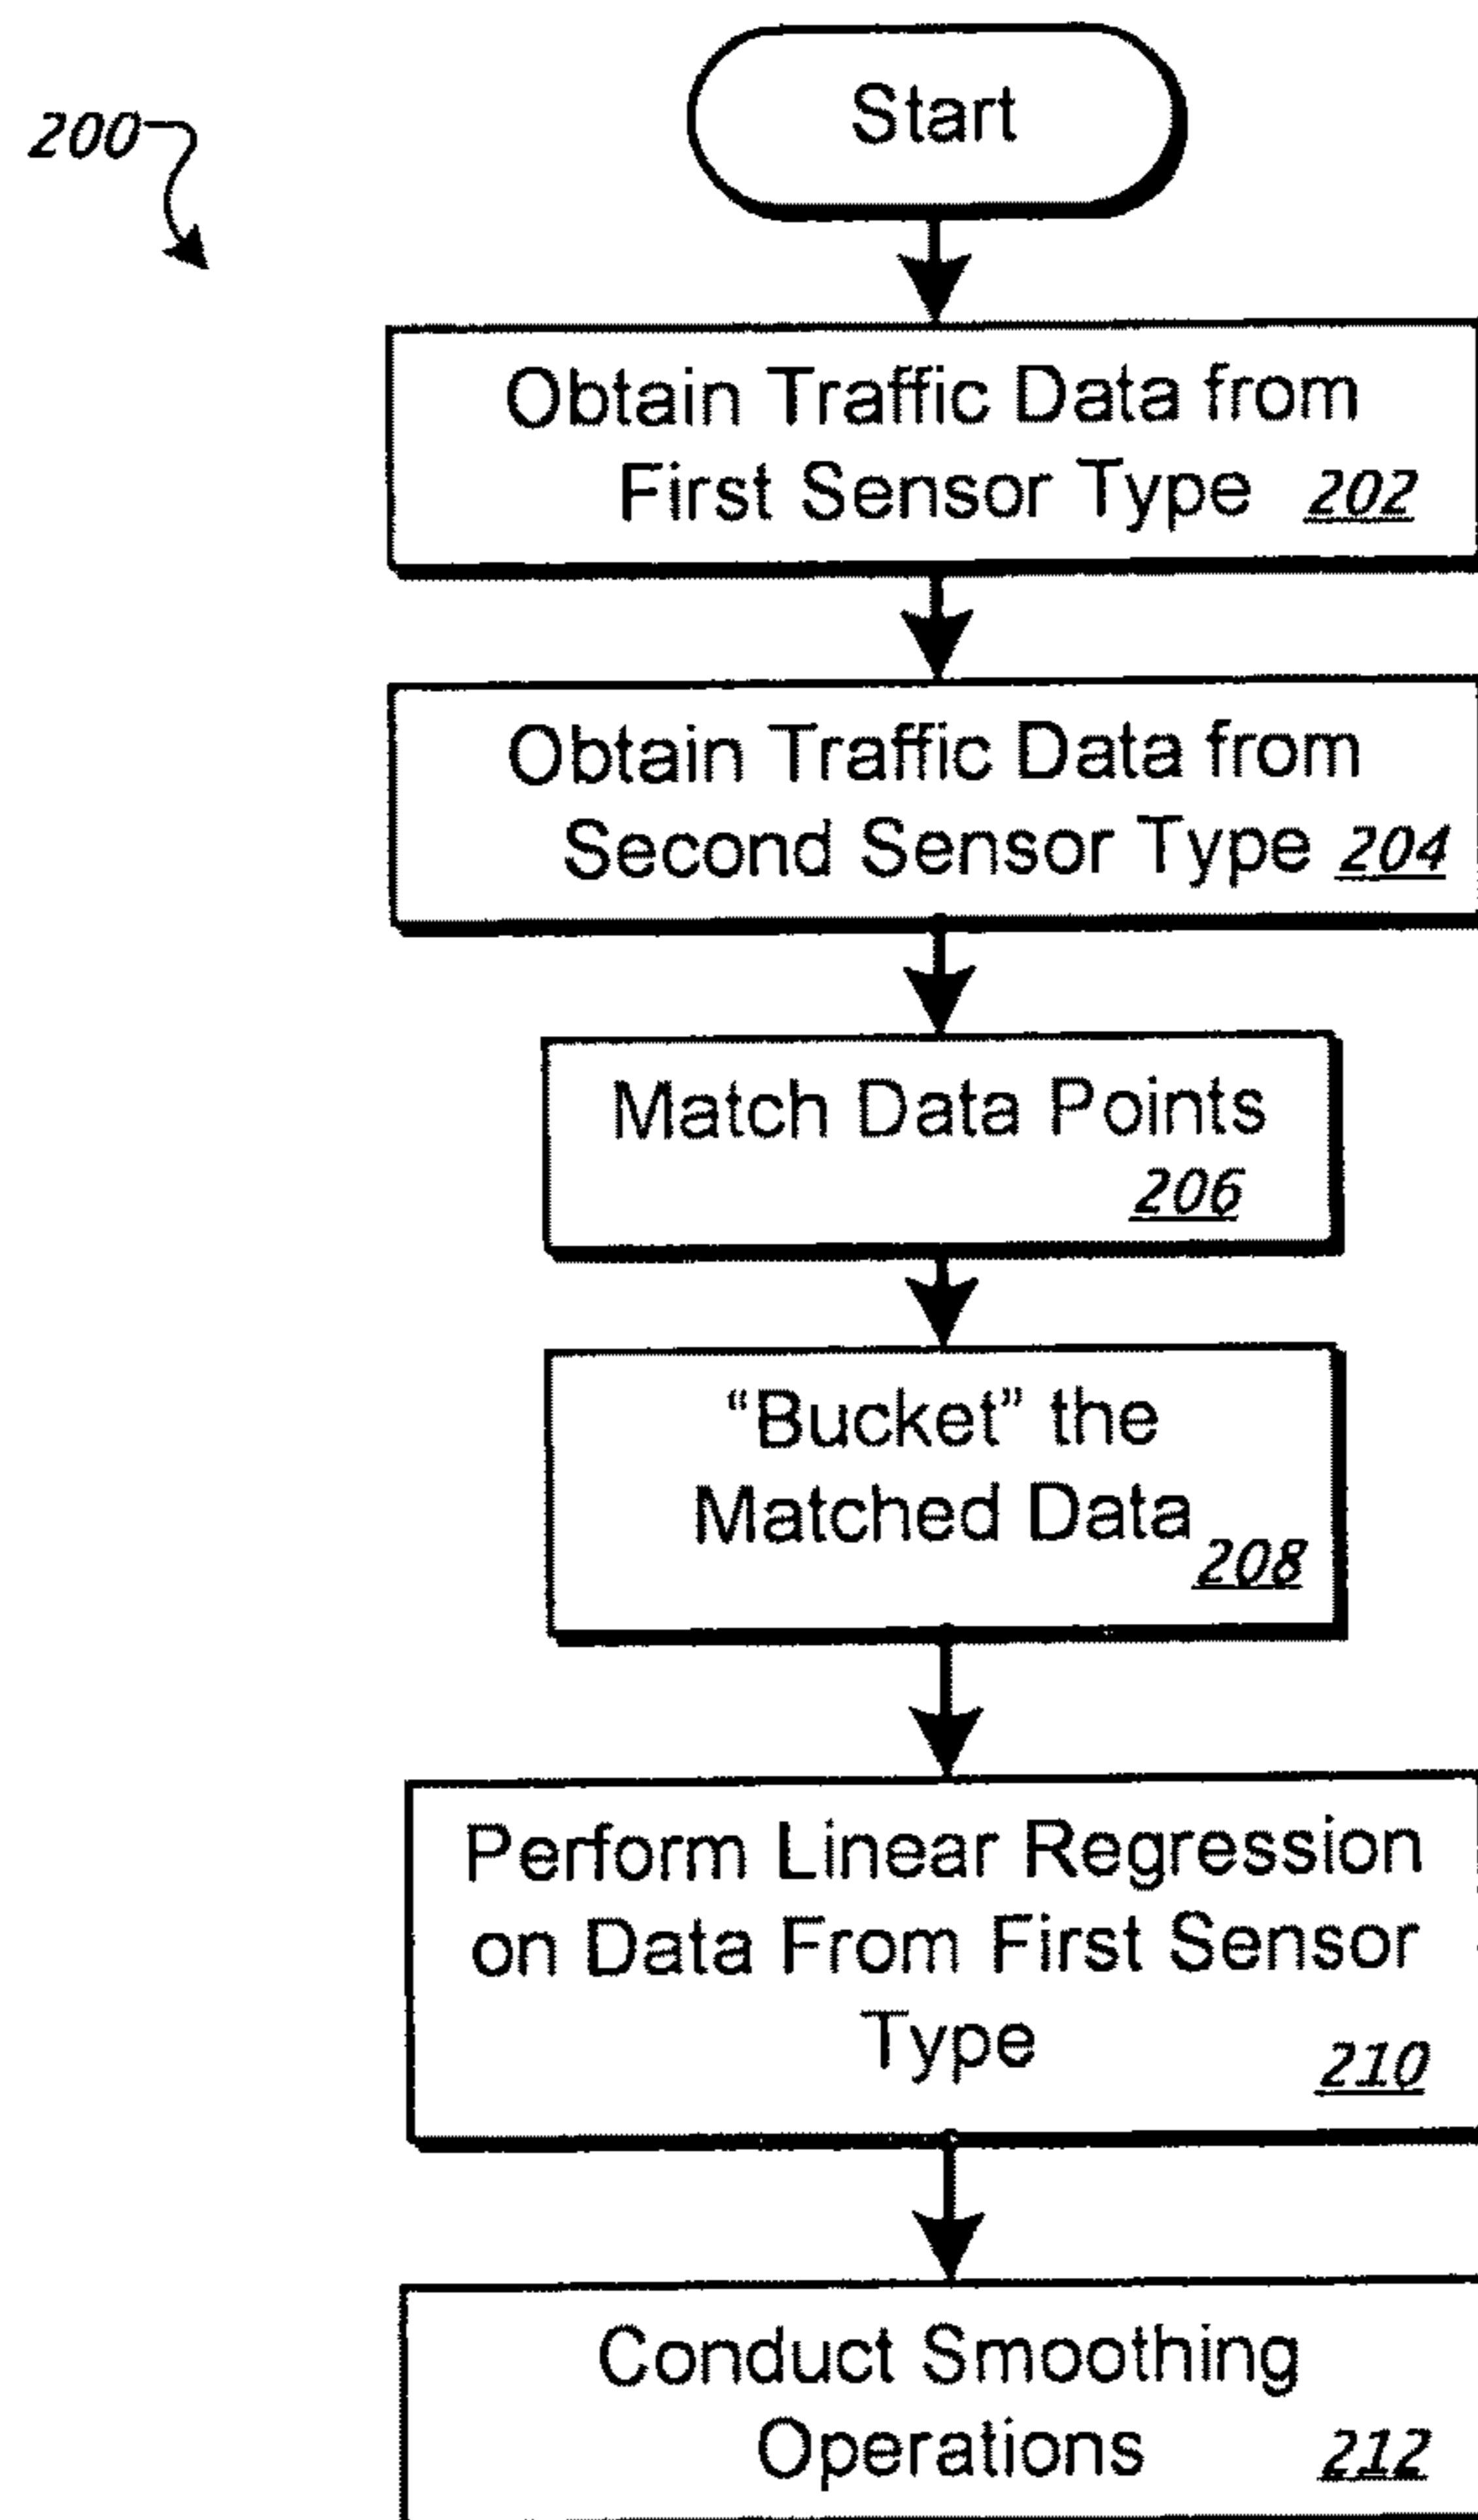 Start
200
Obtain Traffic Data from
First Sensor Type 202
Obtain Traffic Data from
Second Sensor Type 204
Match Data Points
206
“Bucket” the
Matched Data
208
Perform Linear Regression
on Data From First Sensor
Type 210
Conduct Smoothing
Operations 212